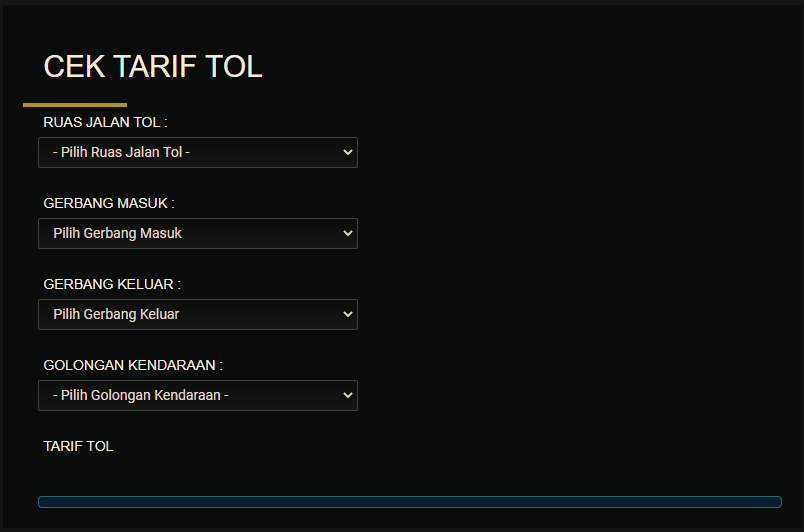 CEK TARIF TOL
RUAS JALAN TOL :
- Pilih Ruas Jalan Tol -
GERBANG MASUK :
Pilih Gerbang Masuk
GERBANG KELUAR :
Pilih Gerbang Keluar
GOLONGAN KENDARAAN :
- Pilih Golongan Kendaraan -
TARIF TOL